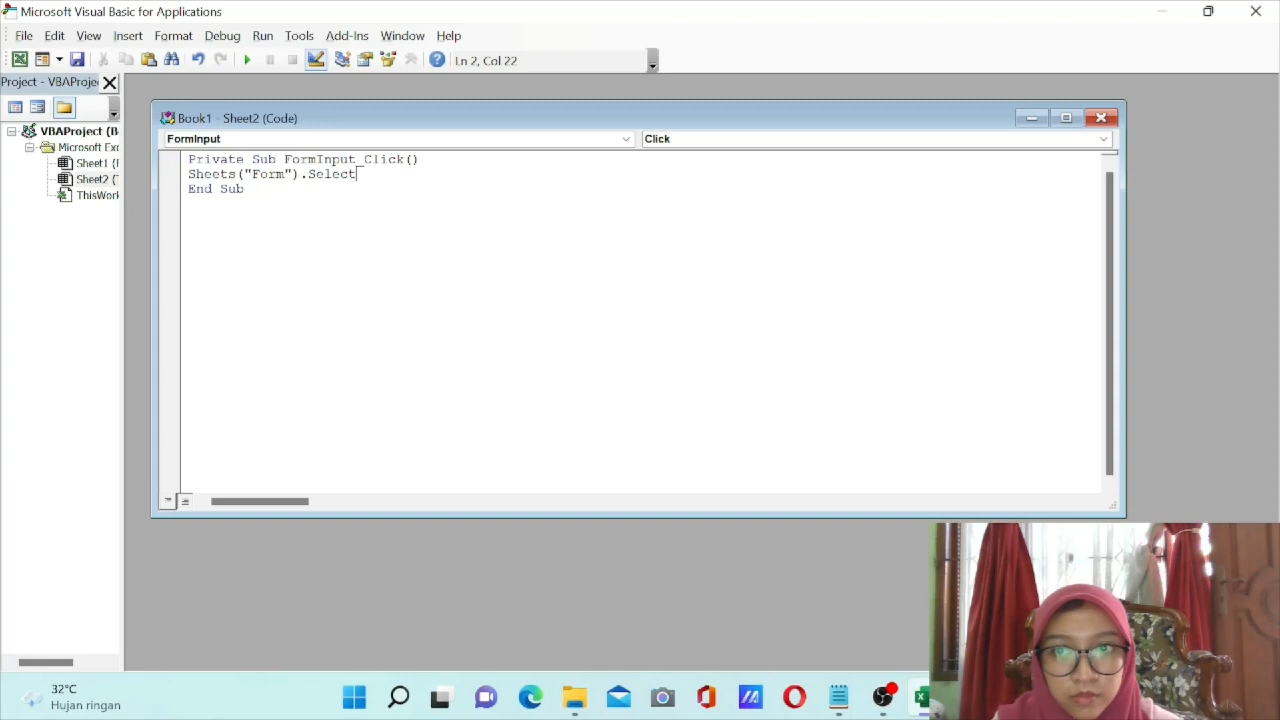 Microsoft Visual Basic for Applications
File Edit View Insert Format Debug Run Tools Add-Ins Window Help
Ln 2, Col 22
Project - VBAProje
VBAProject (B
Microsoft Exc
Sheet1 (F
Sheet2 (
ThisWork
Book1 - Sheet2 (Code)
FormInput Click
Private Sub FormInput_Click()
Sheets("Form").Select
End Sub
32°C
Hujan ringan